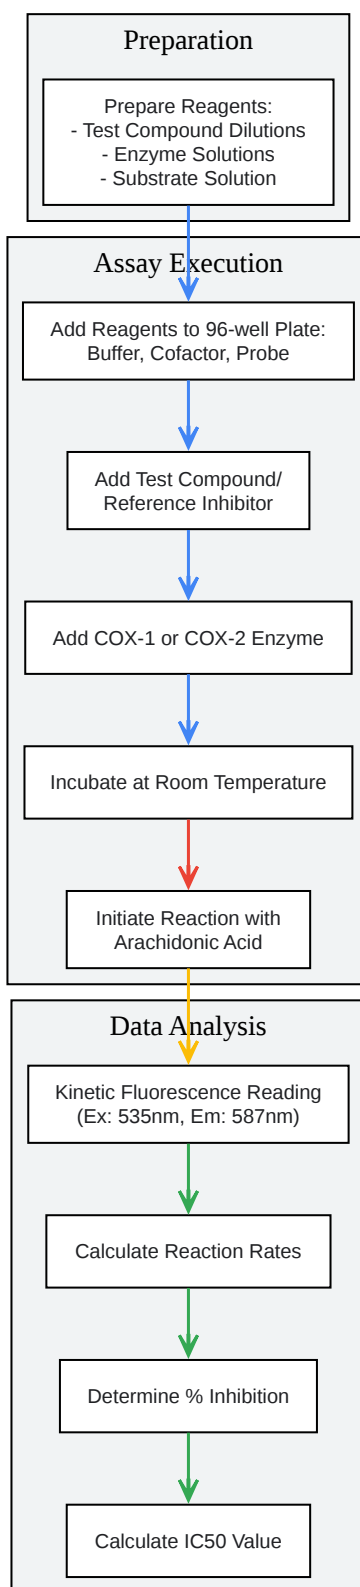 Preparation
Prepare Reagents:
- Test Compound Dilutions
- Enzyme Solutions
- Substrate Solution
Assay Execution
Add Reagents to 96-well Plate:
Buffer, Cofactor, Probe
Add Test Compound/
Reference Inhibitor
Add COX-1 or COX-2 Enzyme
Incubate at Room Temperature
Initiate Reaction with
Arachidonic Acid
Data Analysis
Kinetic Fluorescence Reading
(Ex: 535nm, Em: 587nm)
Calculate Reaction Rates
Determine % Inhibition
Calculate IC50 Value